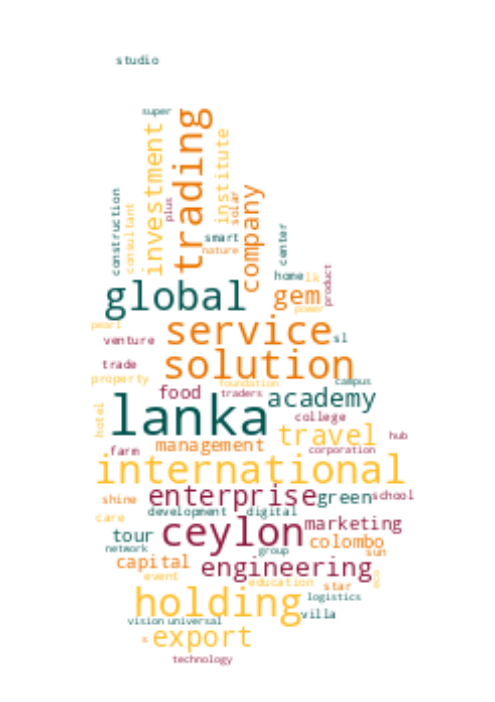 studio
super
trading
investment
institute
construction
consultant
plus
solar
company
smart
nature
center
home lk
product
global
gem
power
pearl
service
sl
venture
solution
trade
property
foundation
campus
food
traders
academy
lanka
hotel
college
travel
hub
management
farm
corporation
international
enterprise
green
school
shine
development
digital
care
ceylon
marketing
tour
colombo
network
group
sun
capital
engineering
event
education
eco
star
holding
logistics
villa
vision universal
s
export
technology